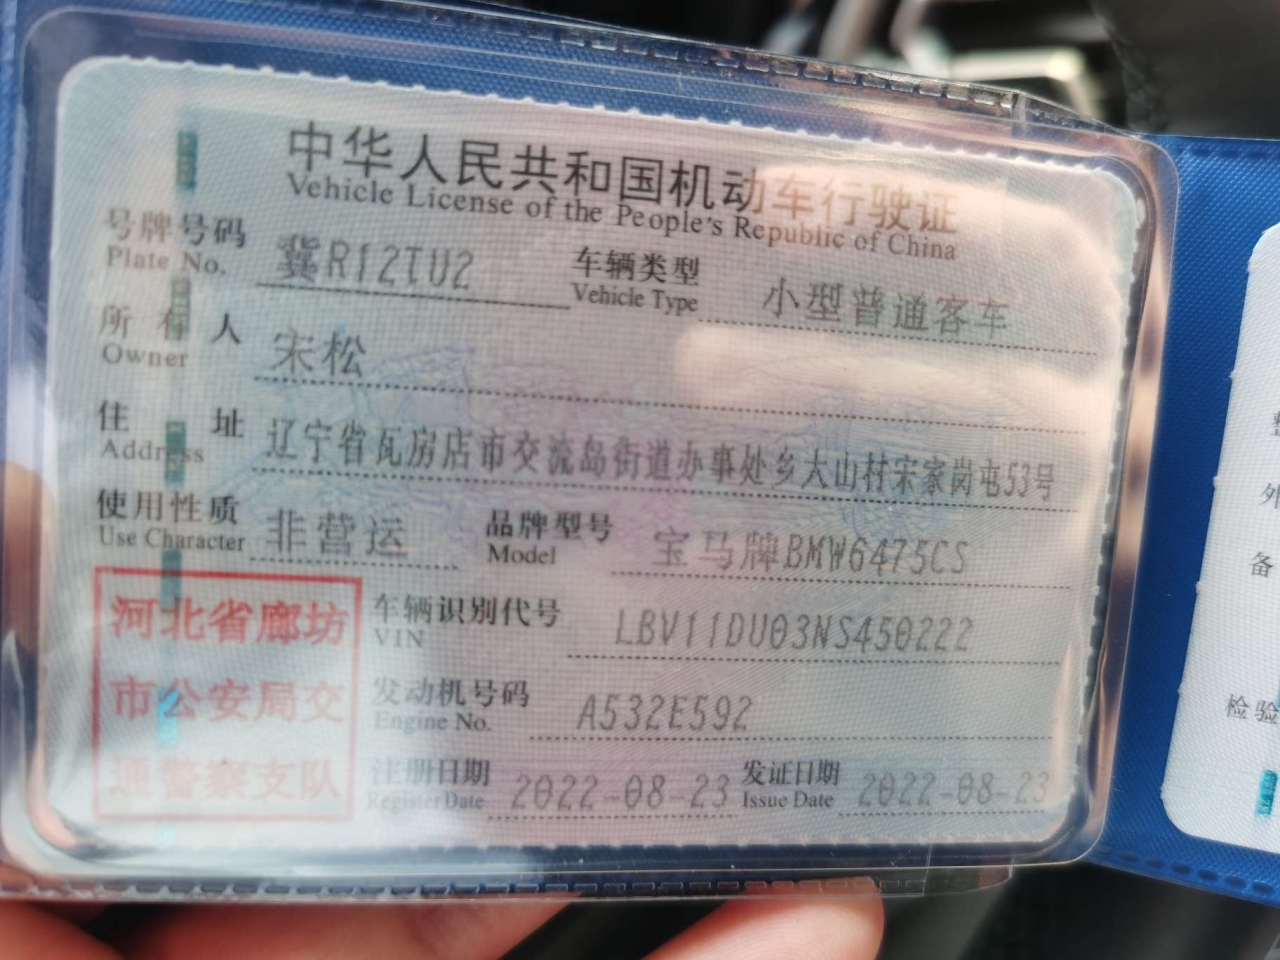 中华人民共和国机动车行驶证
Vehicle License of the People's Republic of China
号牌号码 冀R12TU2 车辆类型 小型普通客车
Plate No. Vehicle Type
所有人 宋松
Owner
住址 辽宁省瓦房店市交流岛街道办事处乡大山村宋家岗屯53号
Address
使用性质 非营运 品牌型号 宝马牌BMW6475CS
Use Character Model
河北省廊坊
市公安局交
通警察支队
车辆识别代号 LBV11DU03NS450222
VIN
发动机号码 A532E592
Engine No.
注册日期 2022-08-23 发证日期 2022-08-23
Register Date Issue Date
外
备
检验